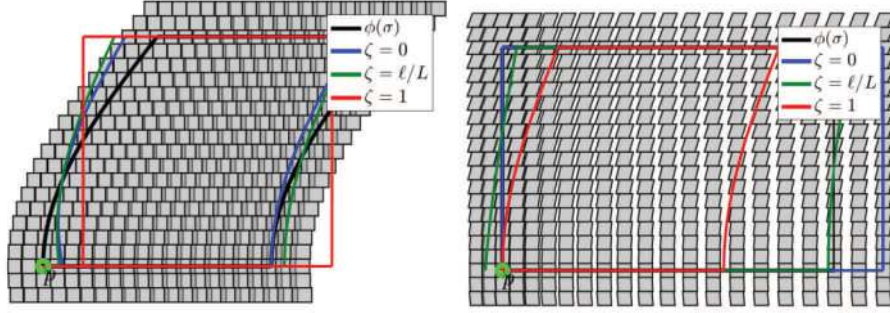 ϕ(σ)
ζ = 0
ζ = ℓ/L
ζ = 1
p
ϕ(σ)
ζ = 0
ζ = ℓ/L
ζ = 1
p